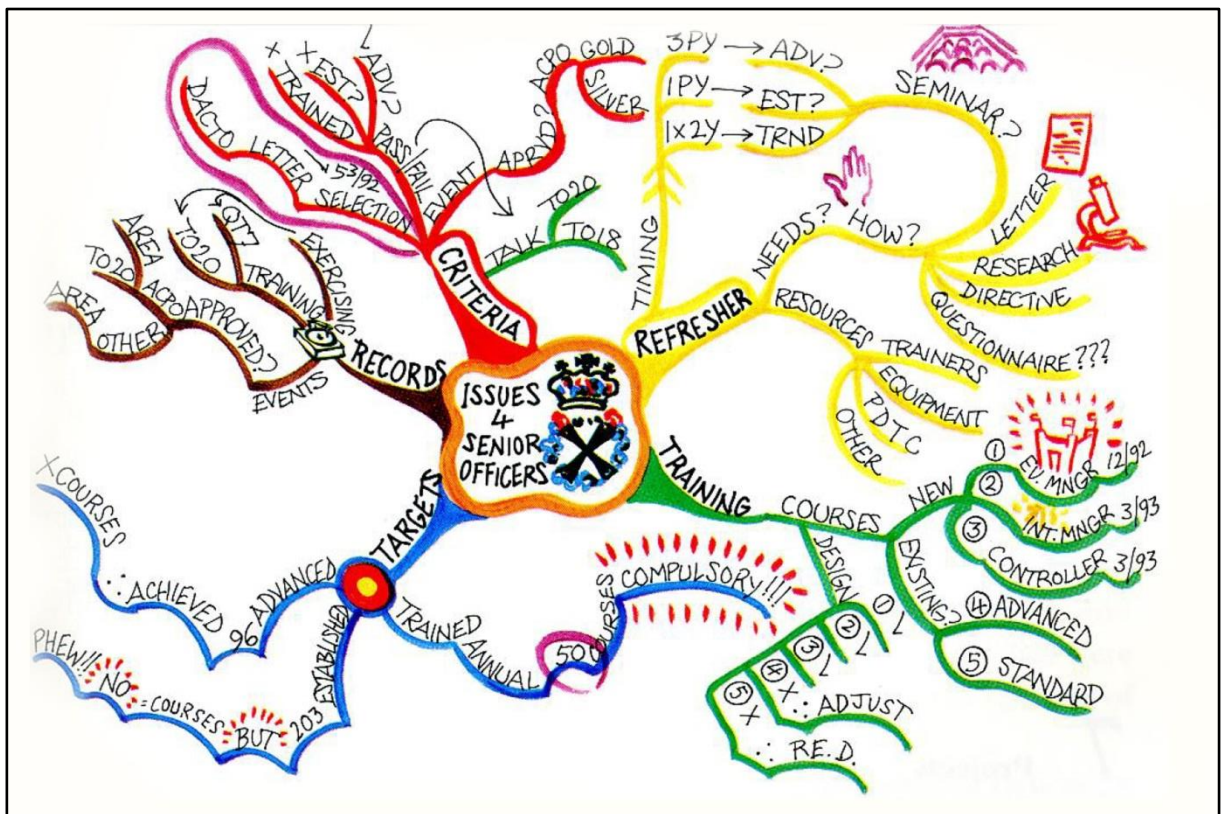 ISSUES
4
SENIOR
OFFICERS
CRITERIA
SELECTION
LETTER
DACTO
→ 53/92
PASS/FAIL
X TRAINED
X EST?
√ ADV?
EVENT
APRVD?
ACPO
GOLD
SILVER
TALK
TO20
TO18
REFRESHER
TIMING
3PY → ADV?
1PY → EST?
1x2Y → TRND
NEEDS?
HOW?
SEMINAR?
LETTER
RESEARCH
DIRECTIVE
QUESTIONNAIRE???
RESOURCES
TRAINERS
EQUIPMENT
PDTC
OTHER
TRAINING
COURSES
NEW
① EV. MNGR 12/92
② INT. MNGR 3/93
③ CONTROLLER 3/93
EXISTING?
④ ADVANCED
⑤ STANDARD
DESIGN
① √
② √
③ √
④ X ∴ ADJUST
⑤ X ∴ RE.D.
TARGETS
TRAINED
ANNUAL
50
COURSES
COMPULSORY!!!
ESTABLISHED
203
BUT
NO
= COURSES
PHEW!!
ADVANCED
96
ACHIEVED
∴
X COURSES
RECORDS
EXERCISING
TRAINING
QT?
TO20
EVENTS
APPROVED?
ACPO
AREA
TO20
OTHER
AREA